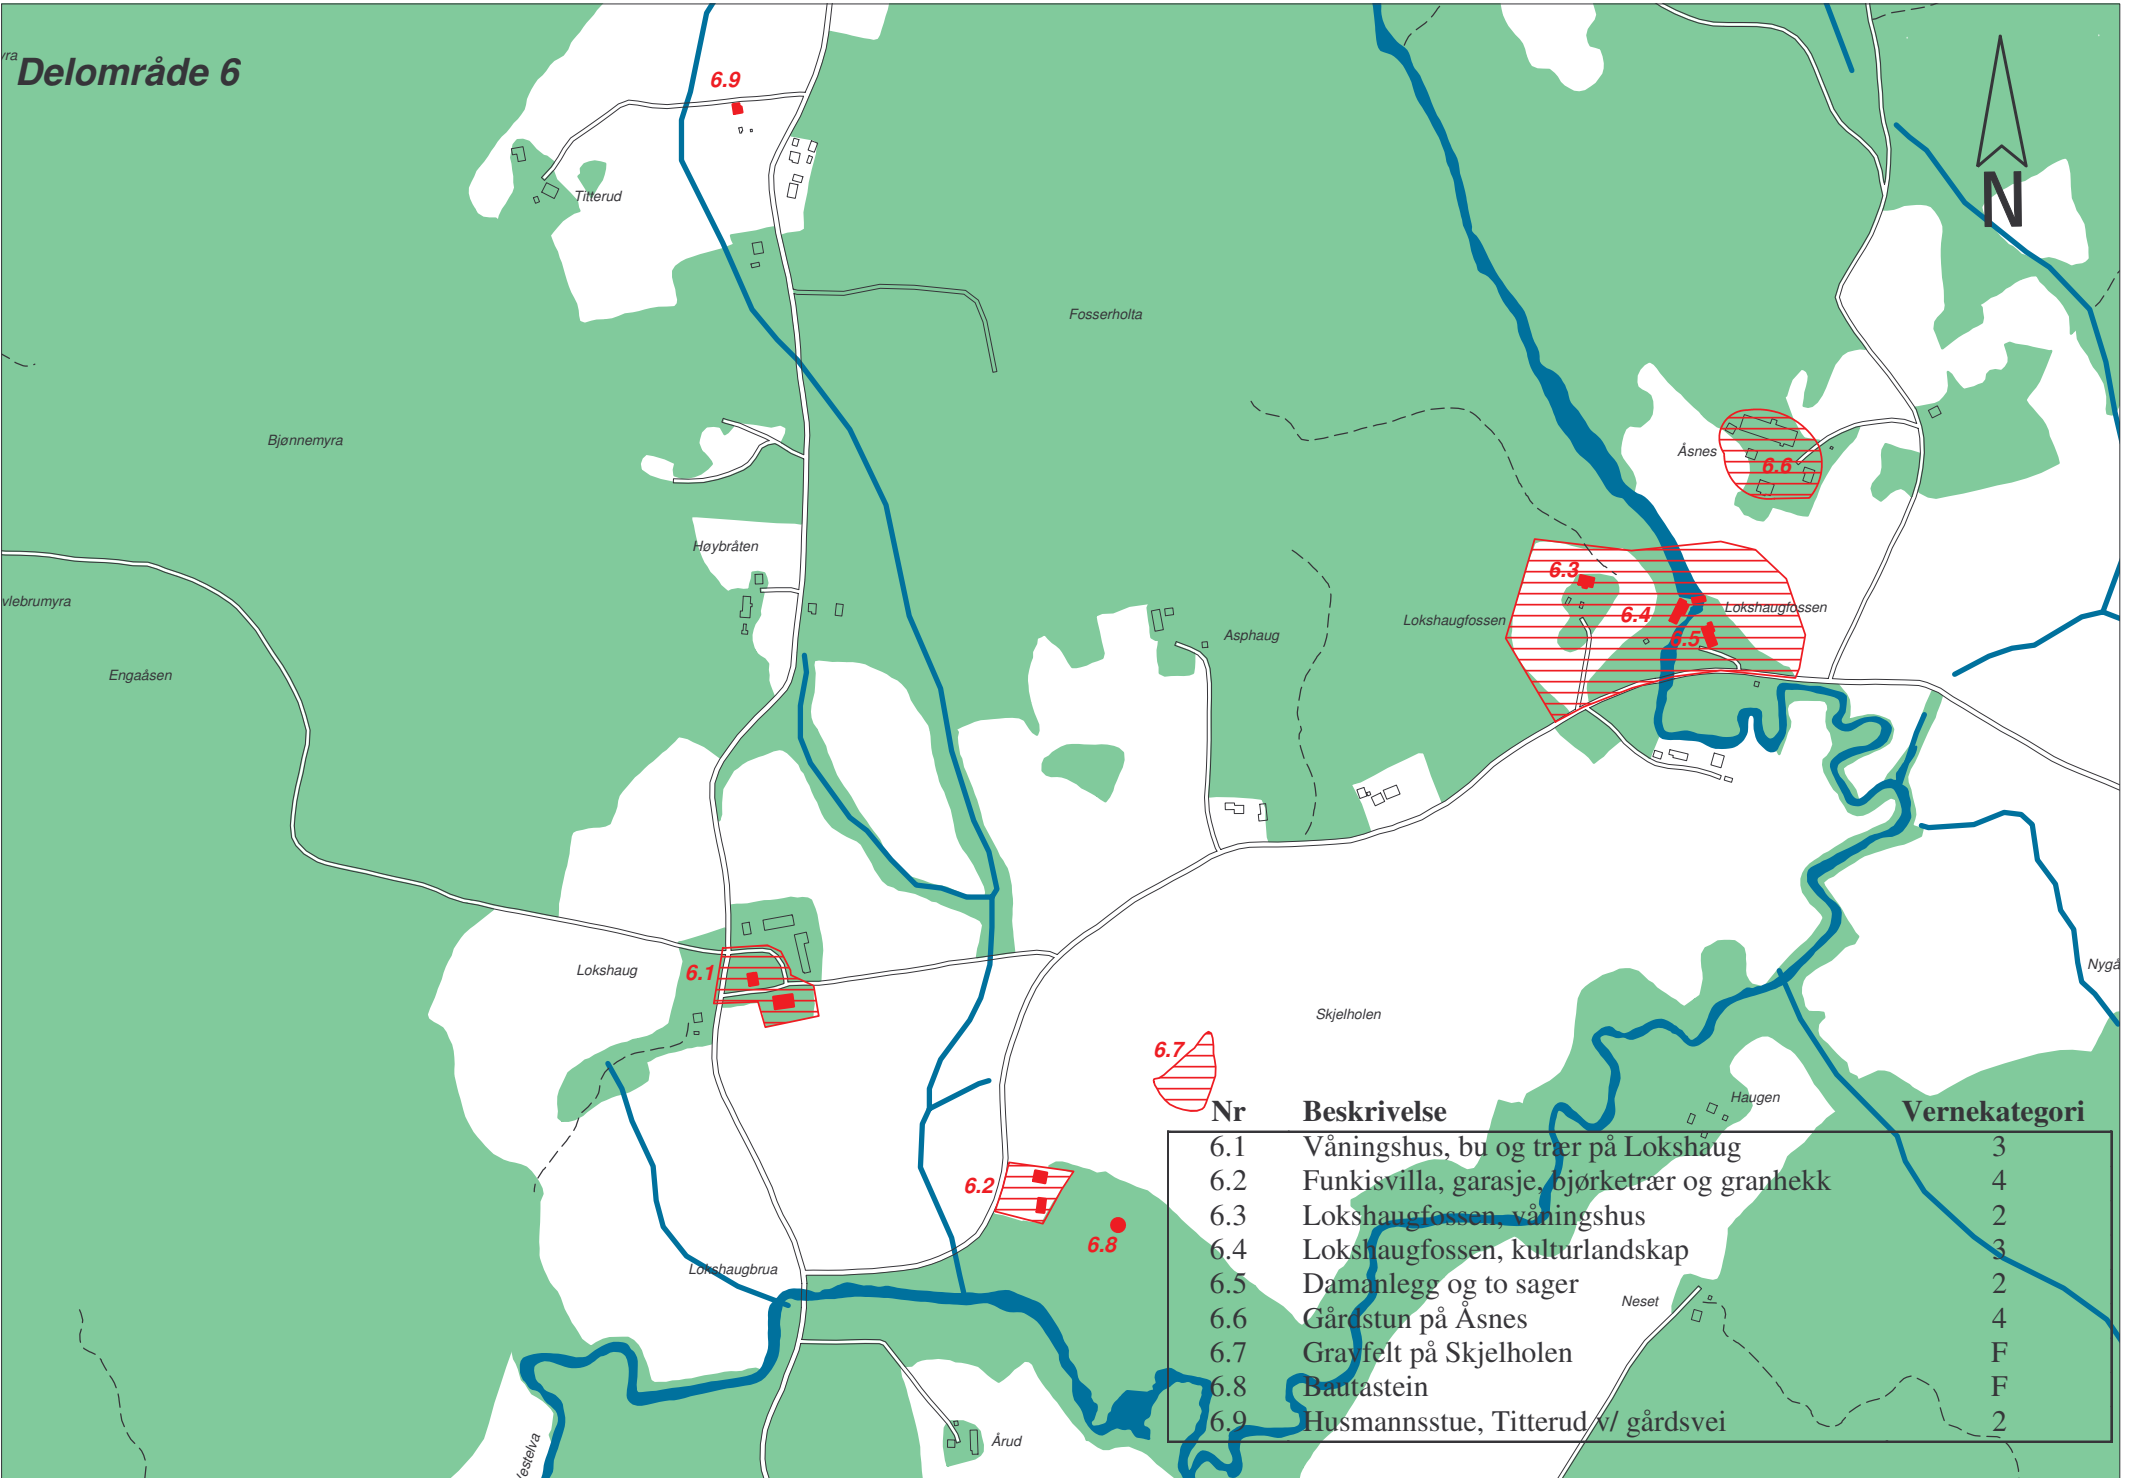 yra
Delområde 6
6.9
N
Titterud
Fosserholta
Bjønnemyra
Åsnes
6.6
Høybråten
6.3
vlebrumyra
6.4
Lokshaugfossen
Lokshaugfossen
Asphaug
6.5
Engaåsen
Lokshaug
6.1
Nygå
Skjelholen
6.7
Haugen
Nr Beskrivelse Vernekategori
6.1 Våningshus, bu og trær på Lokshaug 3
6.2 Funkisvilla, garasje, bjørketrær og granhekk 4
6.3 Lokshaugfossen, våningshus 2
6.4 Lokshaugfossen, kulturlandskap 3
6.5 Damanlegg og to sager 2
6.6 Gårdstun på Åsnes 4
6.7 Gravfelt på Skjelholen F
6.8 Bautastein F
6.9 Husmannsstue, Titterud v/ gårdsvei 2
6.2
6.8
Lokshaugbrua
Neset
Årud
estelva